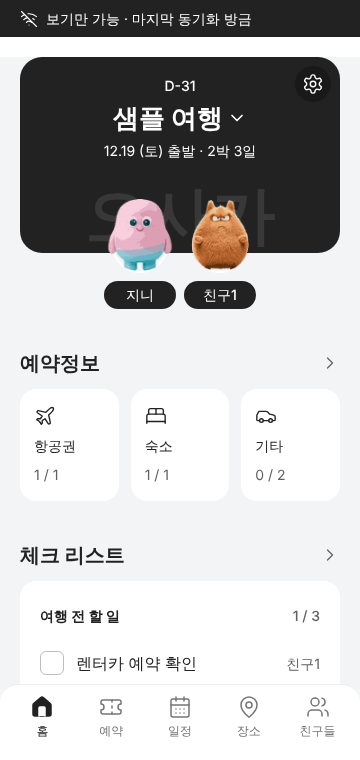 보기만 가능 · 마지막 동기화 방금
D-31
샘플 여행
12.19 (토) 출발 · 2박 3일
오사카
지니
친구1
예약정보
항공권
1 / 1
숙소
1 / 1
기타
0 / 2
체크 리스트
여행 전 할 일
1 / 3
렌터카 예약 확인
친구1
홈
예약
일정
장소
친구들